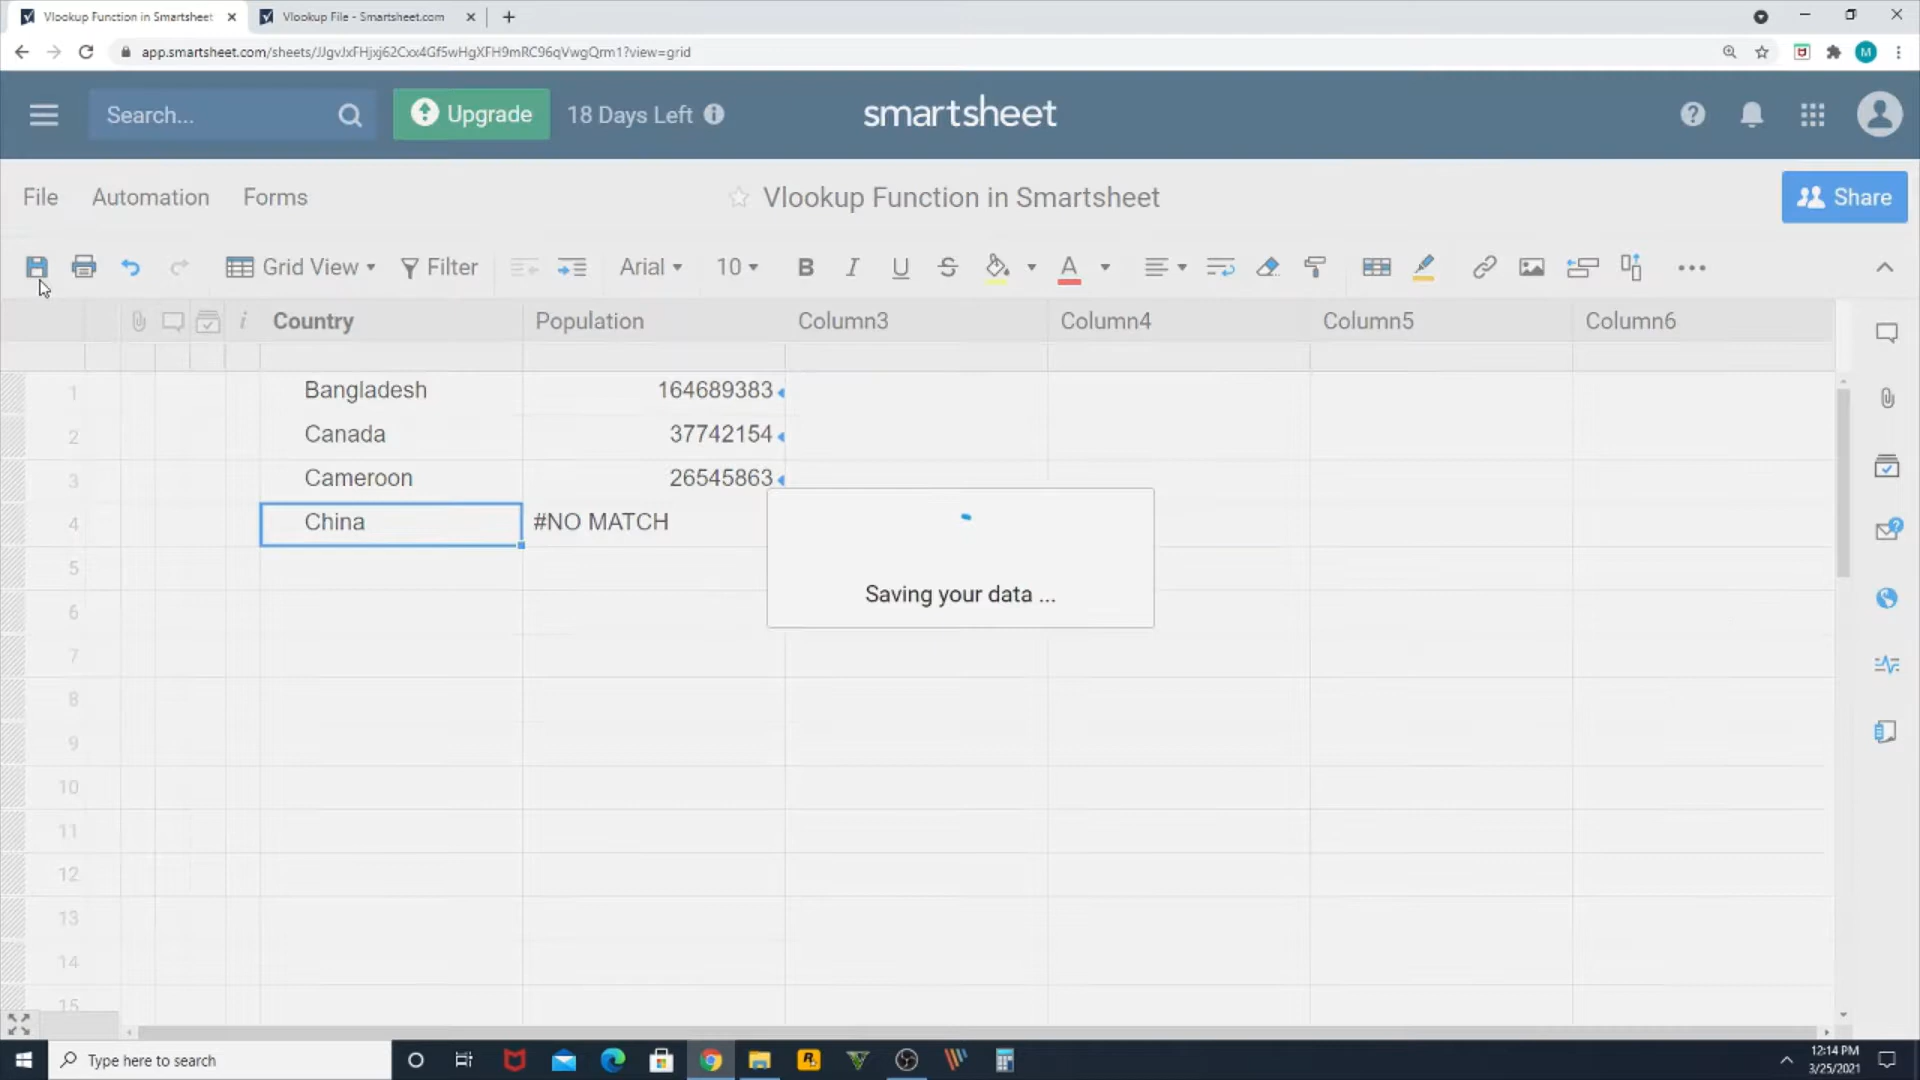 Vlookup Function in Smartsheet
Vlookup File - Smartsheet.com
app.smartsheet.com/sheets/JJgvJxFHjxj62Cxx4Gf5wHgXFH9mRC96qVwgQrm1?view=grid
M
Search...
Upgrade
18 Days Left
smartsheet
File
Automation
Forms
Vlookup Function in Smartsheet
Share
Grid View
Filter
Arial
10
B
I
U
S
A
Country
Population
Column3
Column4
Column5
Column6
1
Bangladesh
164689383
2
Canada
37742154
3
Cameroon
26545863
4
China
#NO MATCH
Saving your data ...
5
6
7
8
9
10
11
12
13
14
15
Type here to search
12:14 PM
3/25/2021